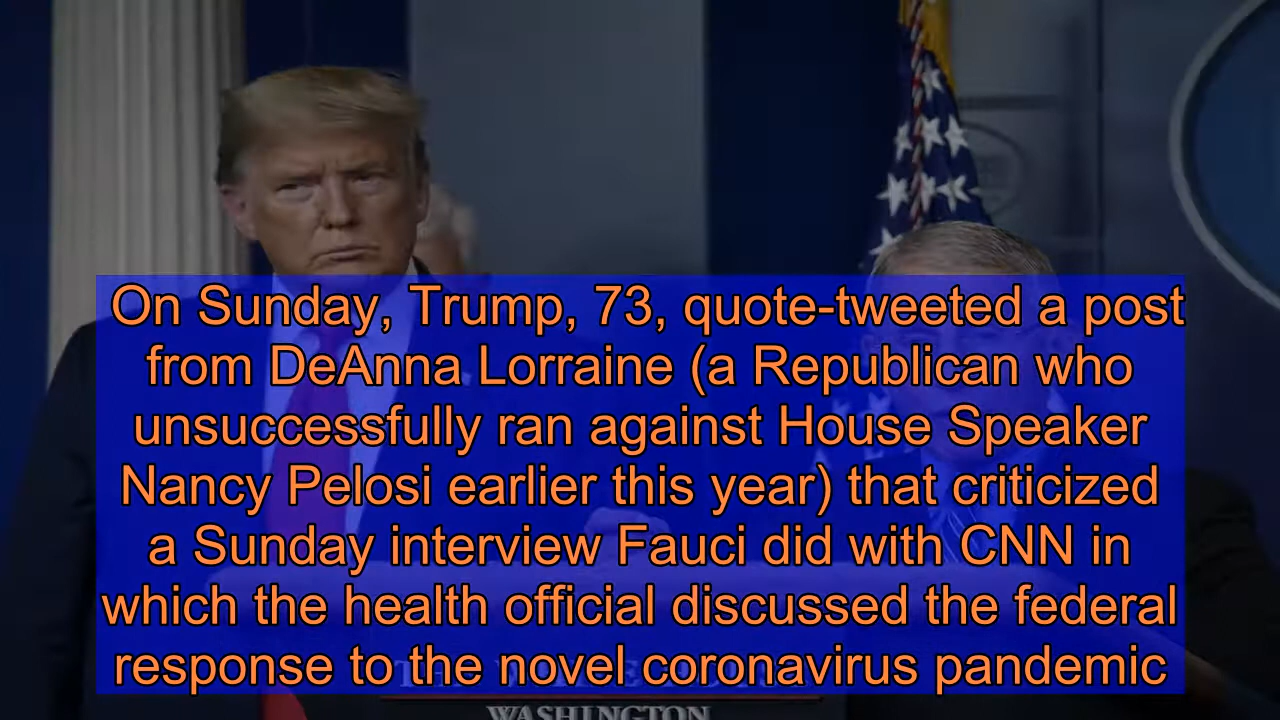 On Sunday, Trump, 73, quote-tweeted a post
from DeAnna Lorraine (a Republican who
unsuccessfully ran against House Speaker
Nancy Pelosi earlier this year) that criticized
a Sunday interview Fauci did with CNN in
which the health official discussed the federal
response to the novel coronavirus pandemic
WASHINGTON